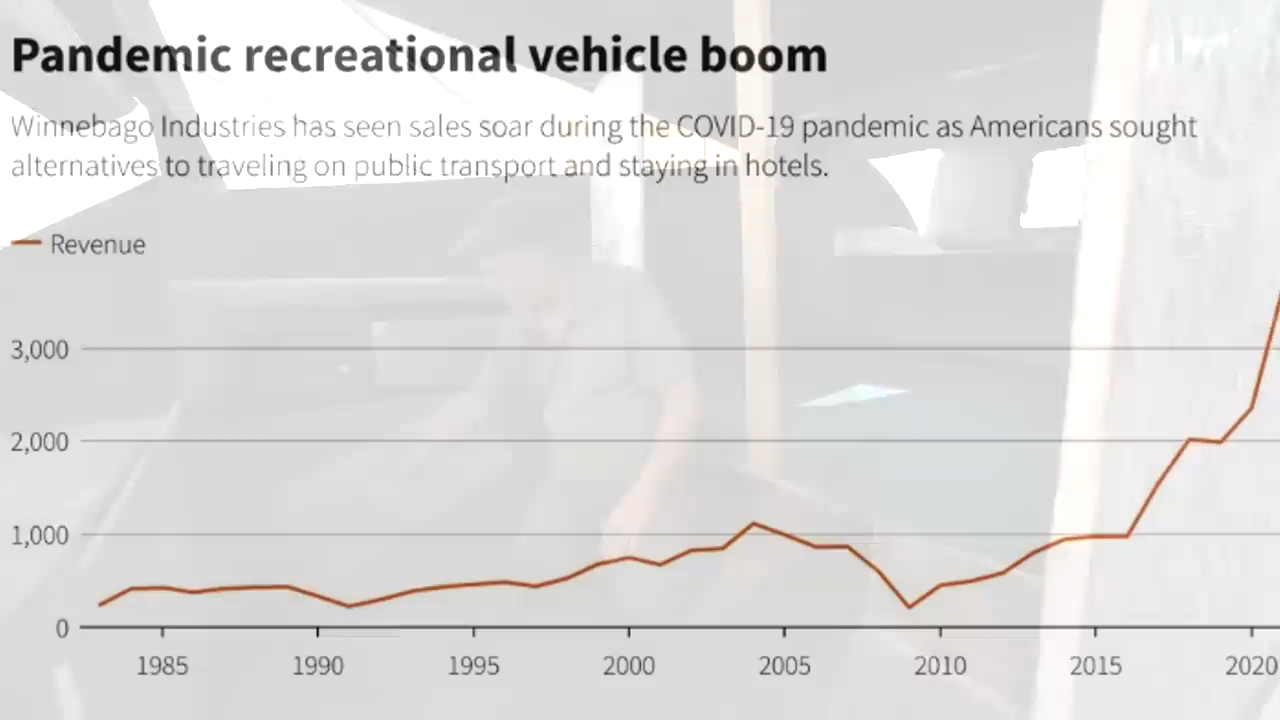 Pandemic recreational vehicle boom
Winnebago Industries has seen sales soar during the COVID-19 pandemic as Americans sought
alternatives to traveling on public transport and staying in hotels.
Revenue
3,000
2,000
1,000
0
1985 1990 1995 2000 2005 2010 2015 2020